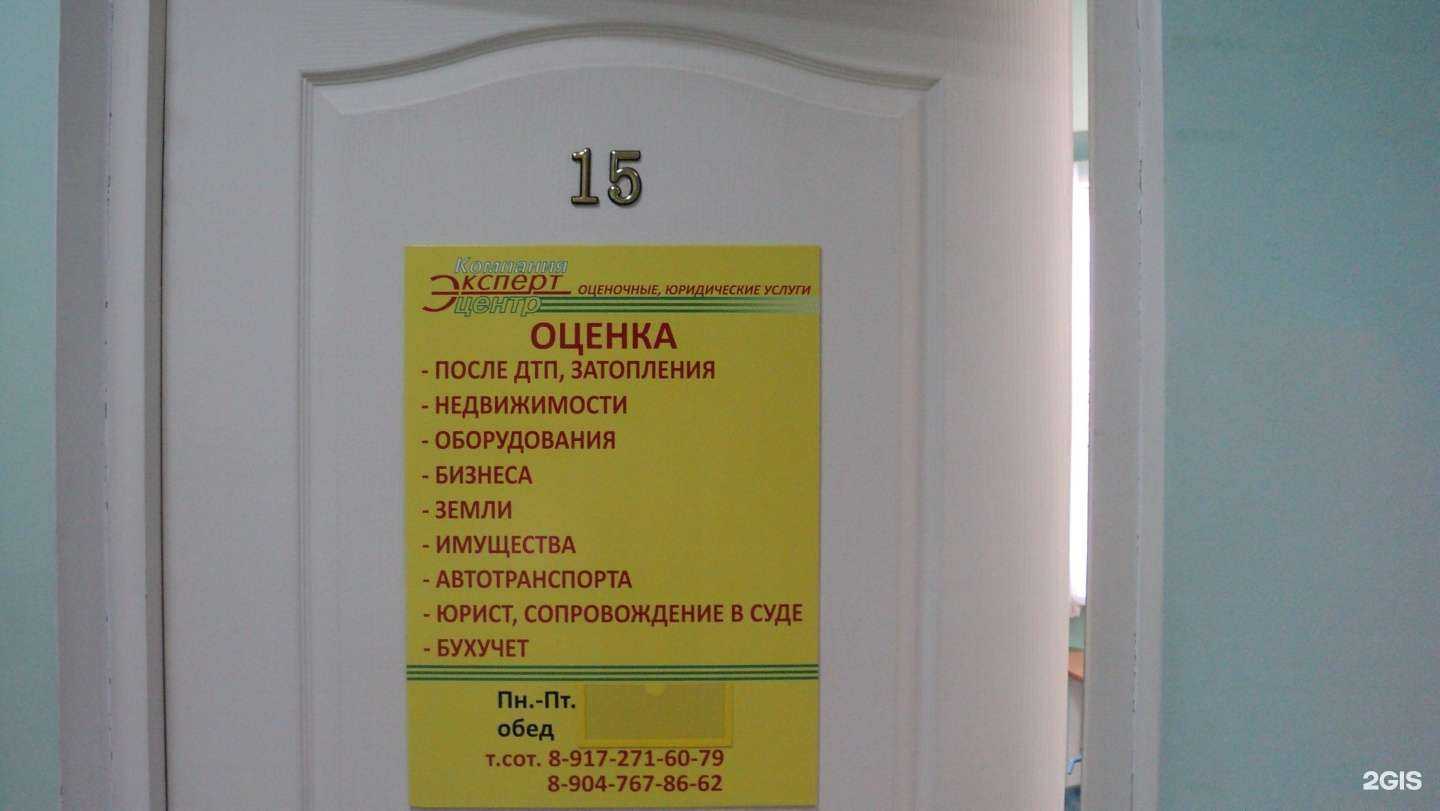 15
Компания
Эксперт
центр
ОЦЕНОЧНЫЕ, ЮРИДИЧЕСКИЕ УСЛУГИ
ОЦЕНКА
- ПОСЛЕ ДТП, ЗАТОПЛЕНИЯ
- НЕДВИЖИМОСТИ
- ОБОРУДОВАНИЯ
- БИЗНЕСА
- ЗЕМЛИ
- ИМУЩЕСТВА
- АВТОТРАНСПОРТА
- ЮРИСТ, СОПРОВОЖДЕНИЕ В СУДЕ
- БУХУЧЕТ
Пн.-Пт.
обед
т.сот. 8-917-271-60-79
8-904-767-86-62
2GIS